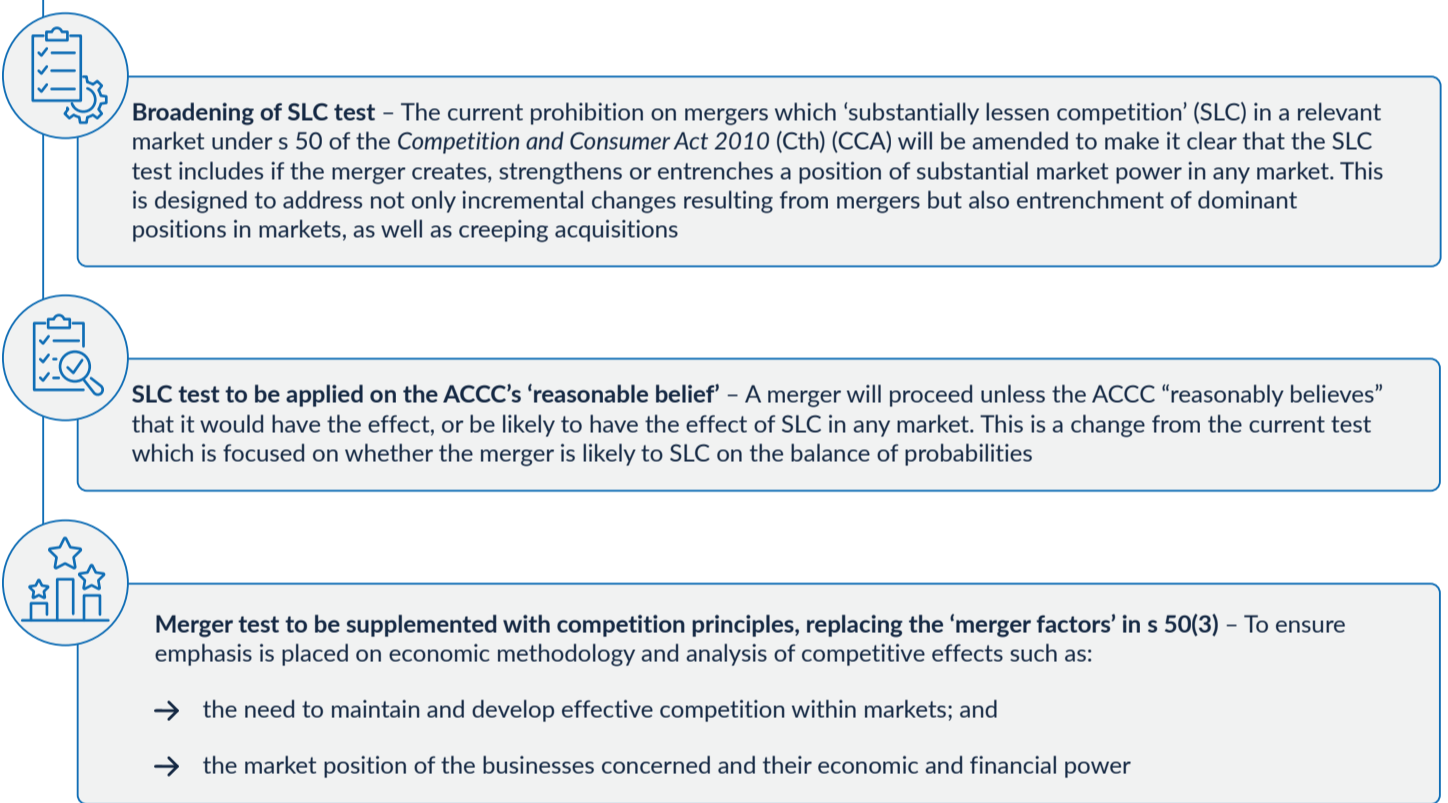 Broadening of SLC test – The current prohibition on mergers which ‘substantially lessen competition’ (SLC) in a relevant
market under s 50 of the Competition and Consumer Act 2010 (Cth) (CCA) will be amended to make it clear that the SLC
test includes if the merger creates, strengthens or entrenches a position of substantial market power in any market. This
is designed to address not only incremental changes resulting from mergers but also entrenchment of dominant
positions in markets, as well as creeping acquisitions
SLC test to be applied on the ACCC’s ‘reasonable belief’ – A merger will proceed unless the ACCC “reasonably believes”
that it would have the effect, or be likely to have the effect of SLC in any market. This is a change from the current test
which is focused on whether the merger is likely to SLC on the balance of probabilities
Merger test to be supplemented with competition principles, replacing the ‘merger factors’ in s 50(3) – To ensure
emphasis is placed on economic methodology and analysis of competitive effects such as:
→ the need to maintain and develop effective competition within markets; and
→ the market position of the businesses concerned and their economic and financial power